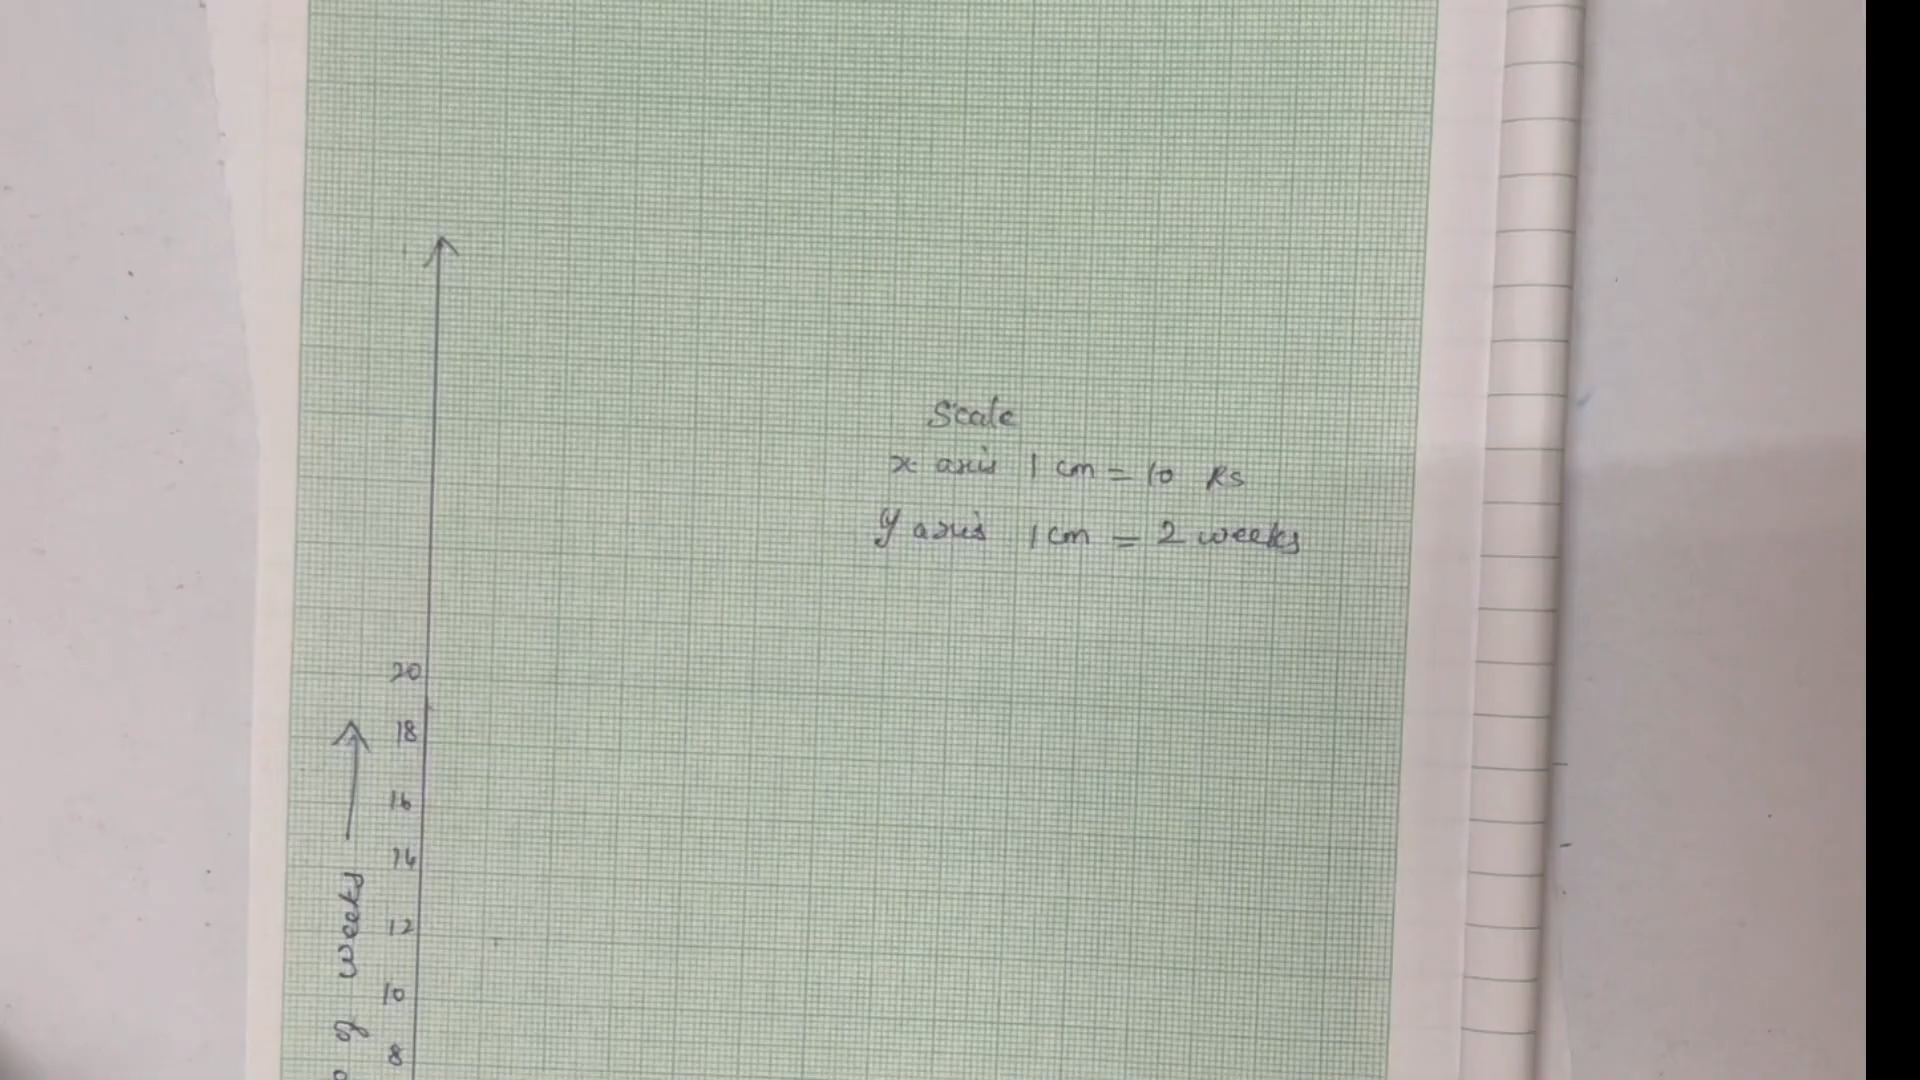 Scale
x axis 1 cm = 10 Rs
y axis 1 cm = 2 weeks
20
18
16
14
12
10
8
of weeks